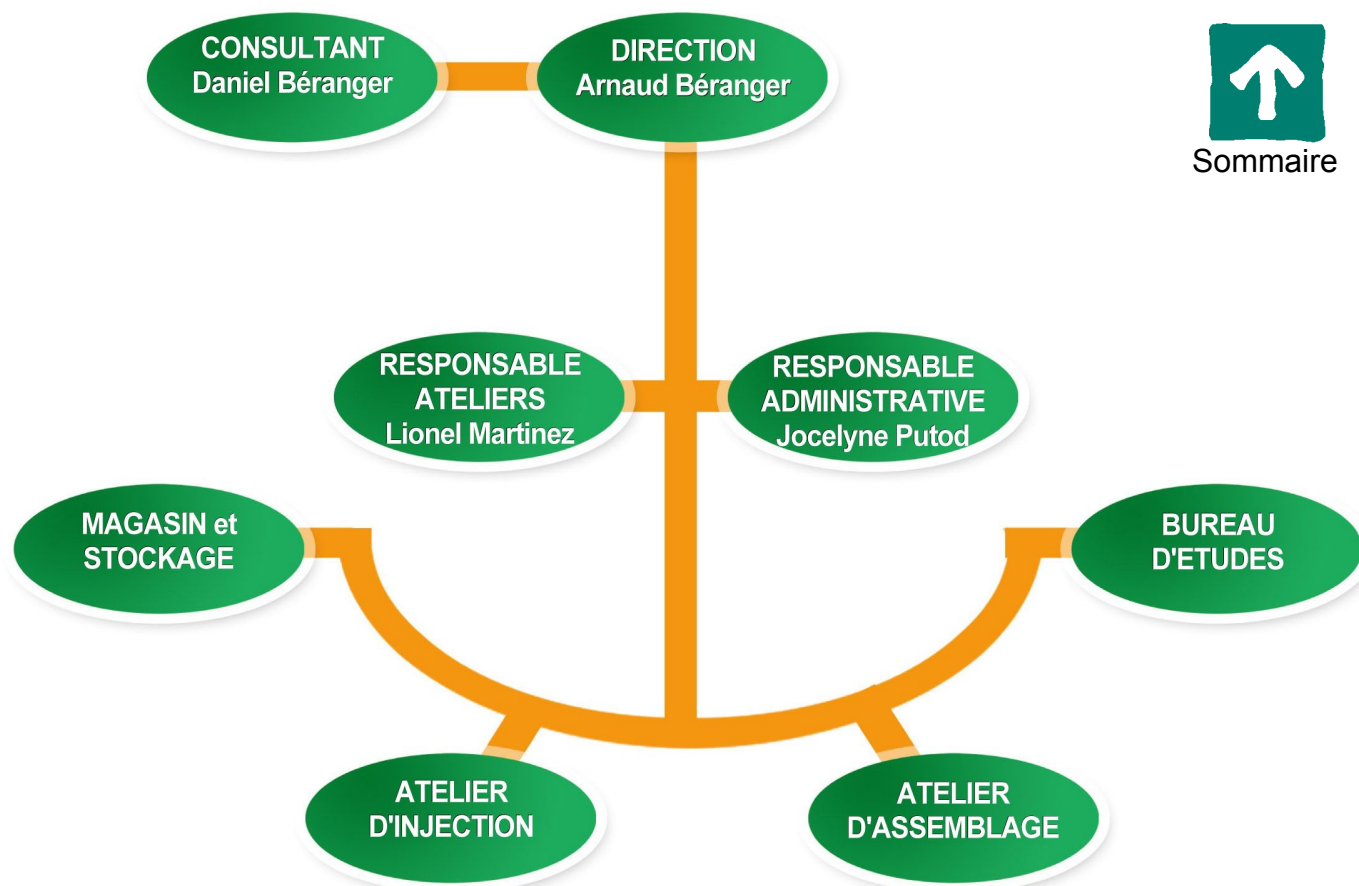 CONSULTANT
Daniel Béranger
DIRECTION
Arnaud Béranger
Sommaire
RESPONSABLE
ATELIERS
Lionel Martinez
RESPONSABLE
ADMINISTRATIVE
Jocelyne Putod
MAGASIN et
STOCKAGE
BUREAU
D'ETUDES
ATELIER
D'INJECTION
ATELIER
D'ASSEMBLAGE